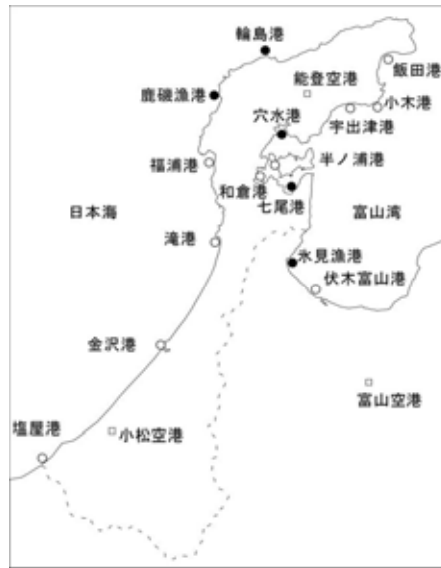 輪島港
飯田港
能登空港
鹿磯漁港
小木港
穴水港
宇出津港
福浦港
半ノ浦港
和倉港
七尾港
日本海
富山湾
滝港
氷見漁港
伏木富山港
金沢港
富山空港
塩屋港
小松空港